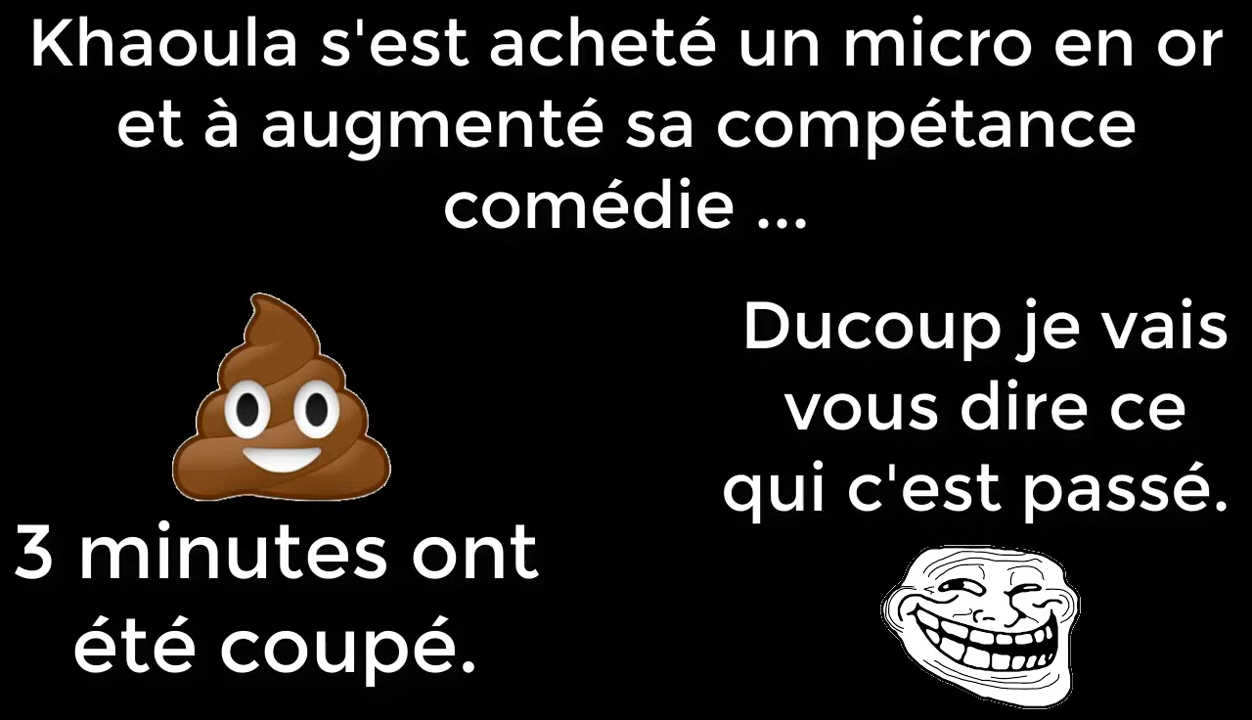 Khaoula s'est acheté un micro en or
et à augmenté sa compétance
comédie ...
3 minutes ont
été coupé.
Ducoup je vais
vous dire ce
qui c'est passé.